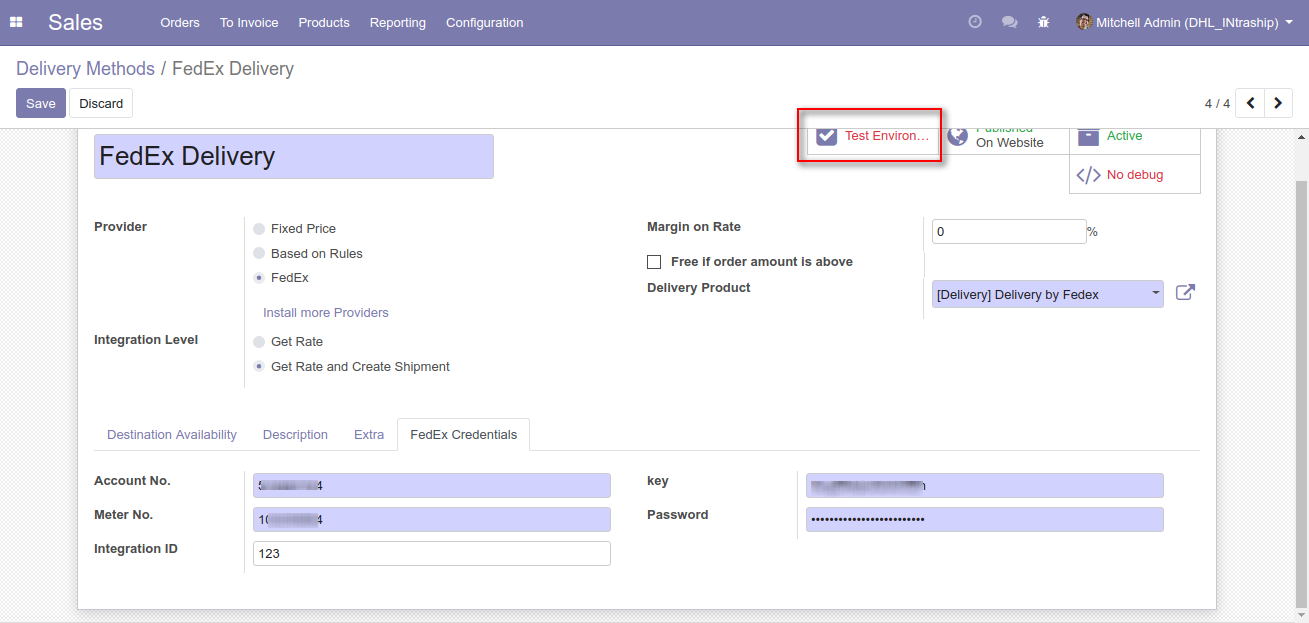 Sales Orders To Invoice Products Reporting Configuration Mitchell Admin (DHL_INtraship)
Delivery Methods / FedEx Delivery
Save Discard 4 / 4
FedEx Delivery
Test Environ…
Published
On Website
Active
No debug
Provider
Fixed Price
Based on Rules
FedEx
Install more Providers
Integration Level
Get Rate
Get Rate and Create Shipment
Margin on Rate
0 %
Free if order amount is above
Delivery Product
[Delivery] Delivery by Fedex
Destination Availability Description Extra FedEx Credentials
Account No.
Meter No.
Integration ID 123
key
Password